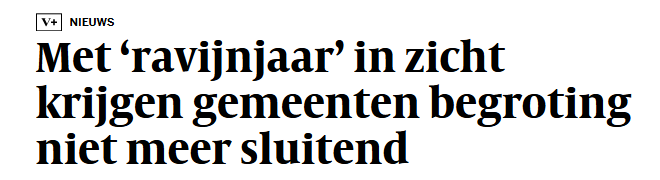 V+ NIEUWS
Met ‘ravijnjaar’ in zicht
krijgen gemeenten begroting
niet meer sluitend